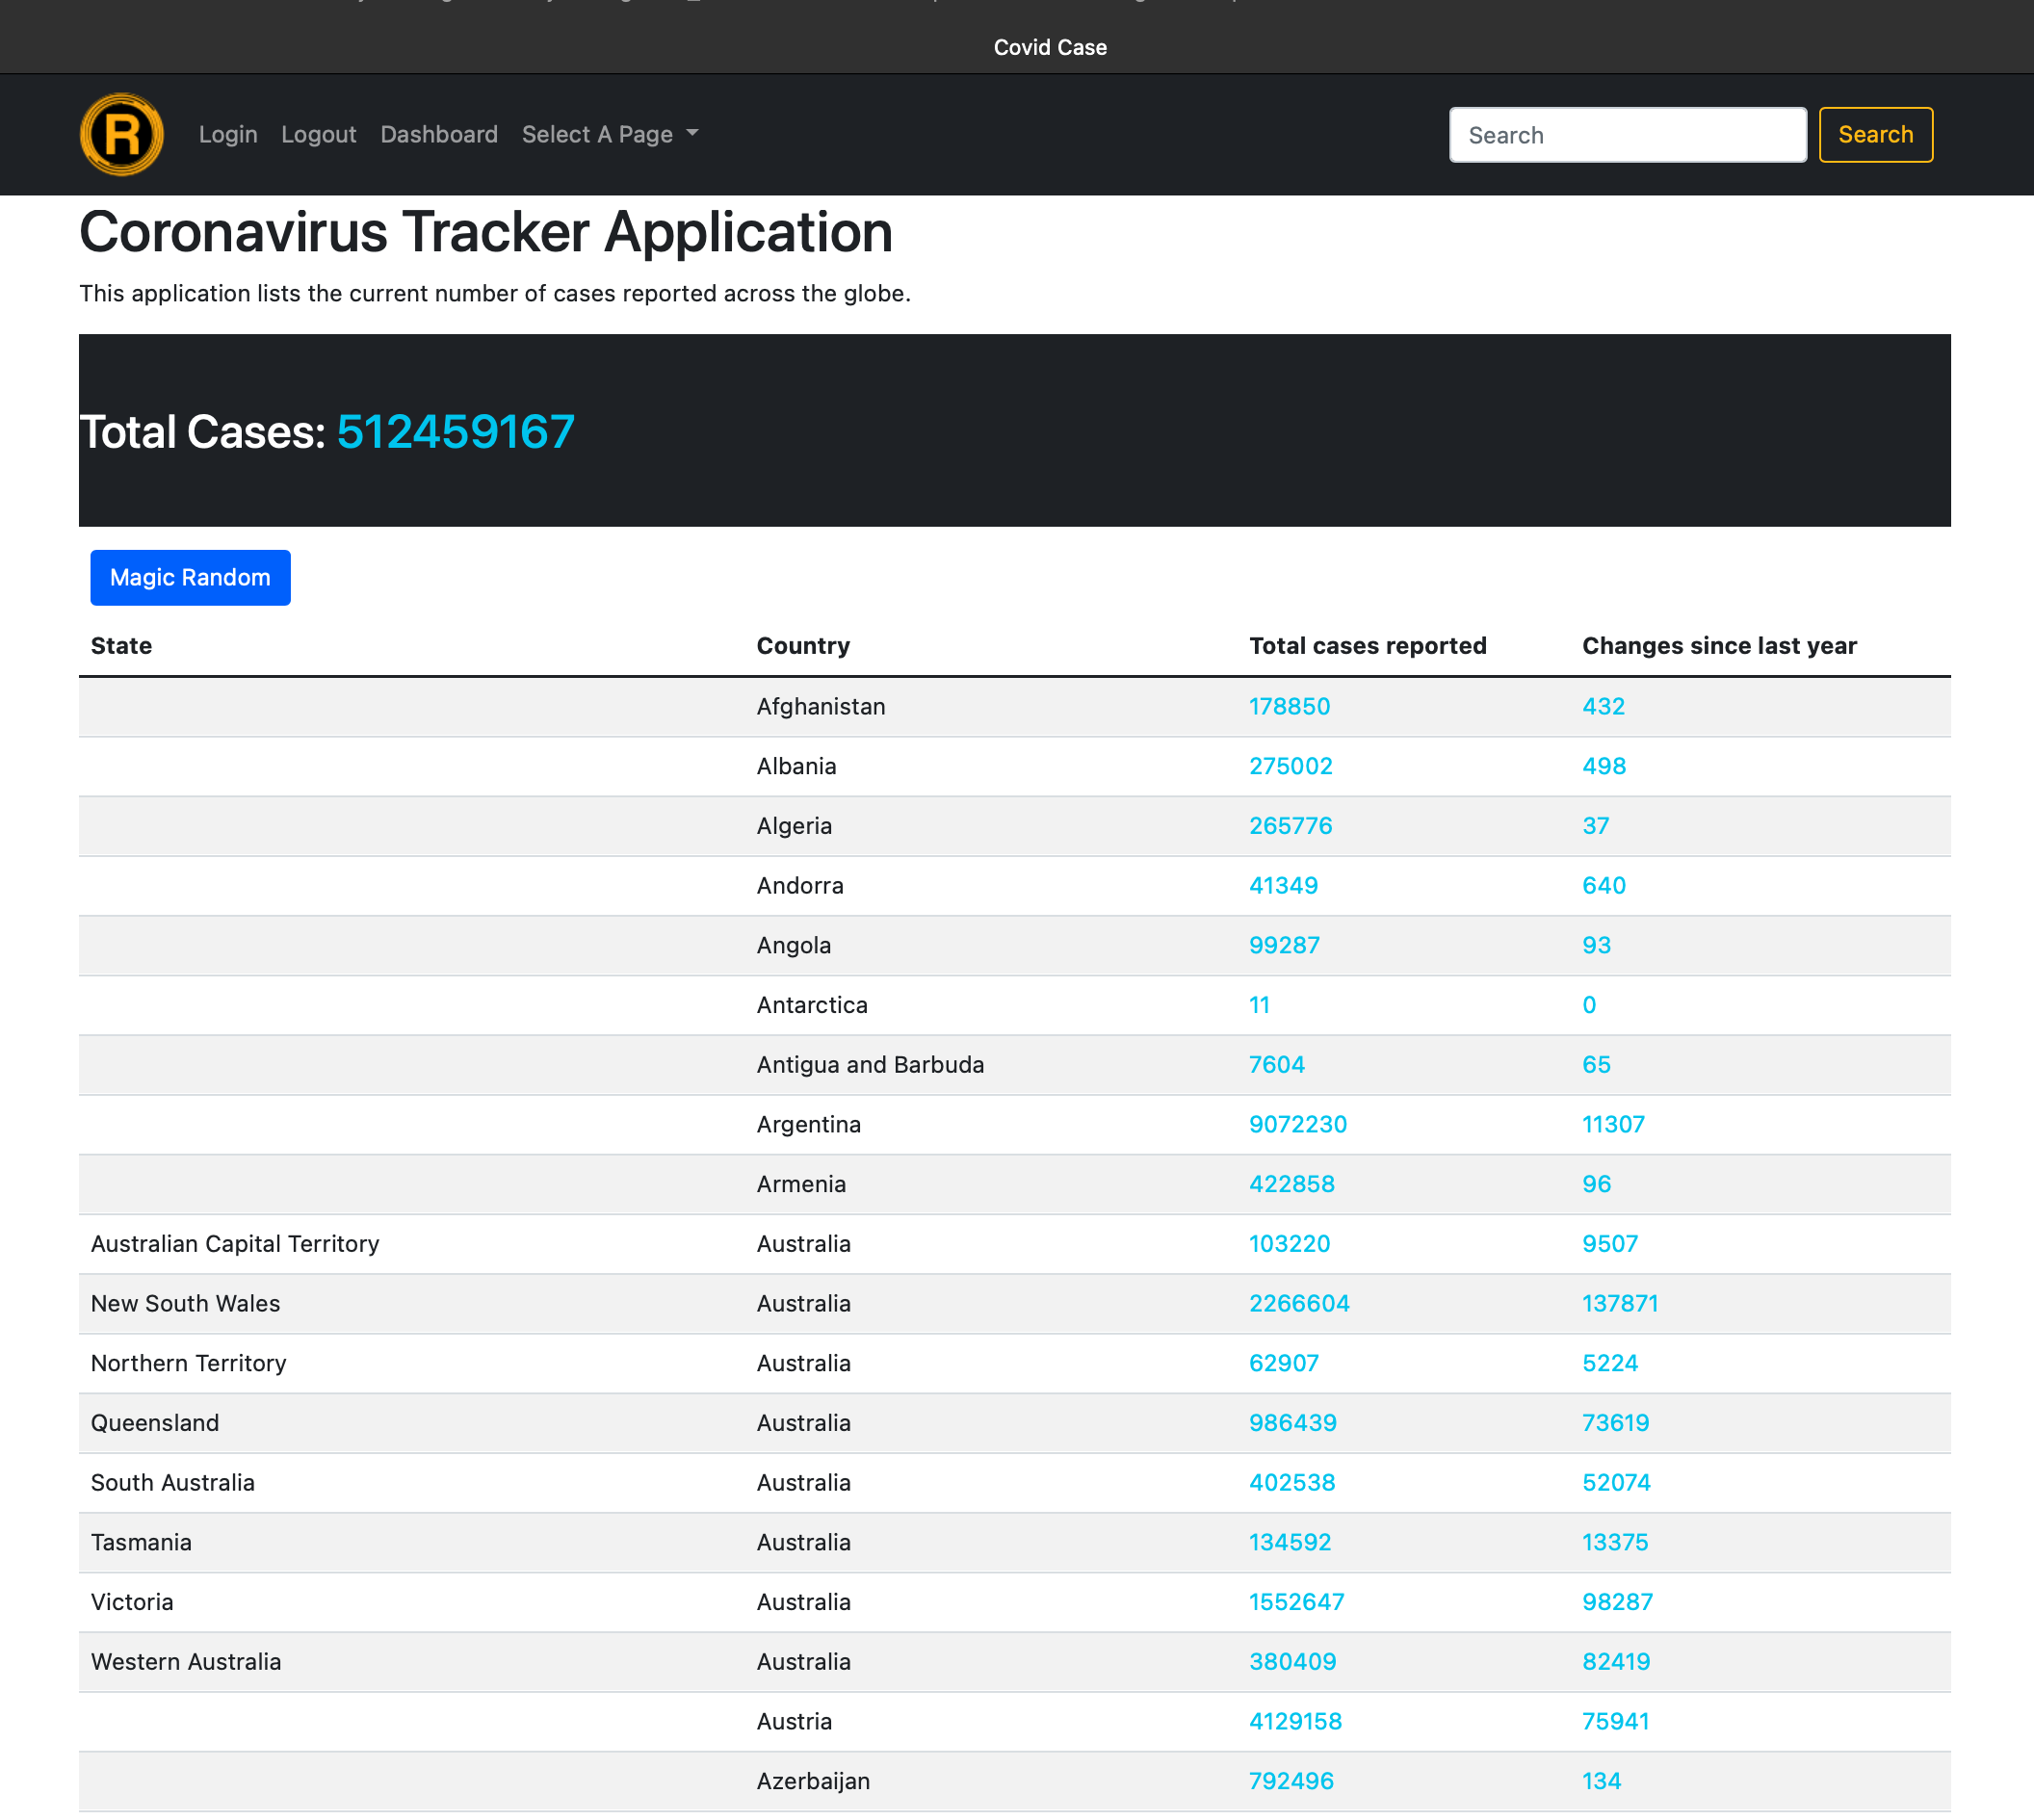 Covid Case
R Login Logout Dashboard Select A Page Search Search
Coronavirus Tracker Application
This application lists the current number of cases reported across the globe.
Total Cases: 512459167
Magic Random
State Country Total cases reported Changes since last year
Afghanistan 178850 432
Albania 275002 498
Algeria 265776 37
Andorra 41349 640
Angola 99287 93
Antarctica 11 0
Antigua and Barbuda 7604 65
Argentina 9072230 11307
Armenia 422858 96
Australian Capital Territory Australia 103220 9507
New South Wales Australia 2266604 137871
Northern Territory Australia 62907 5224
Queensland Australia 986439 73619
South Australia Australia 402538 52074
Tasmania Australia 134592 13375
Victoria Australia 1552647 98287
Western Australia Australia 380409 82419
Austria 4129158 75941
Azerbaijan 792496 134